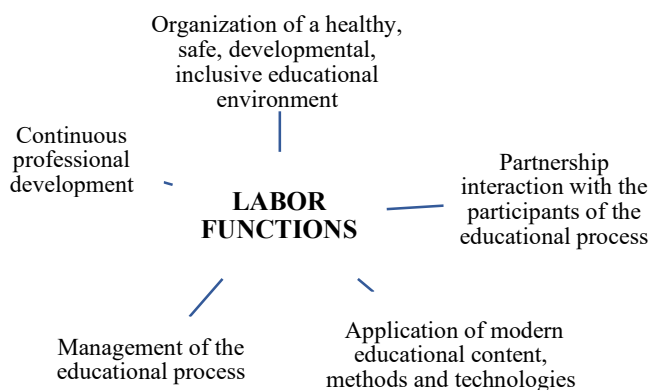 Organization of a healthy,
safe, developmental,
inclusive educational
environment
Continuous
professional
development
Partnership
interaction with the
participants of the
educational process
LABOR
FUNCTIONS
Management of the
educational process
Application of modern
educational content,
methods and technologies